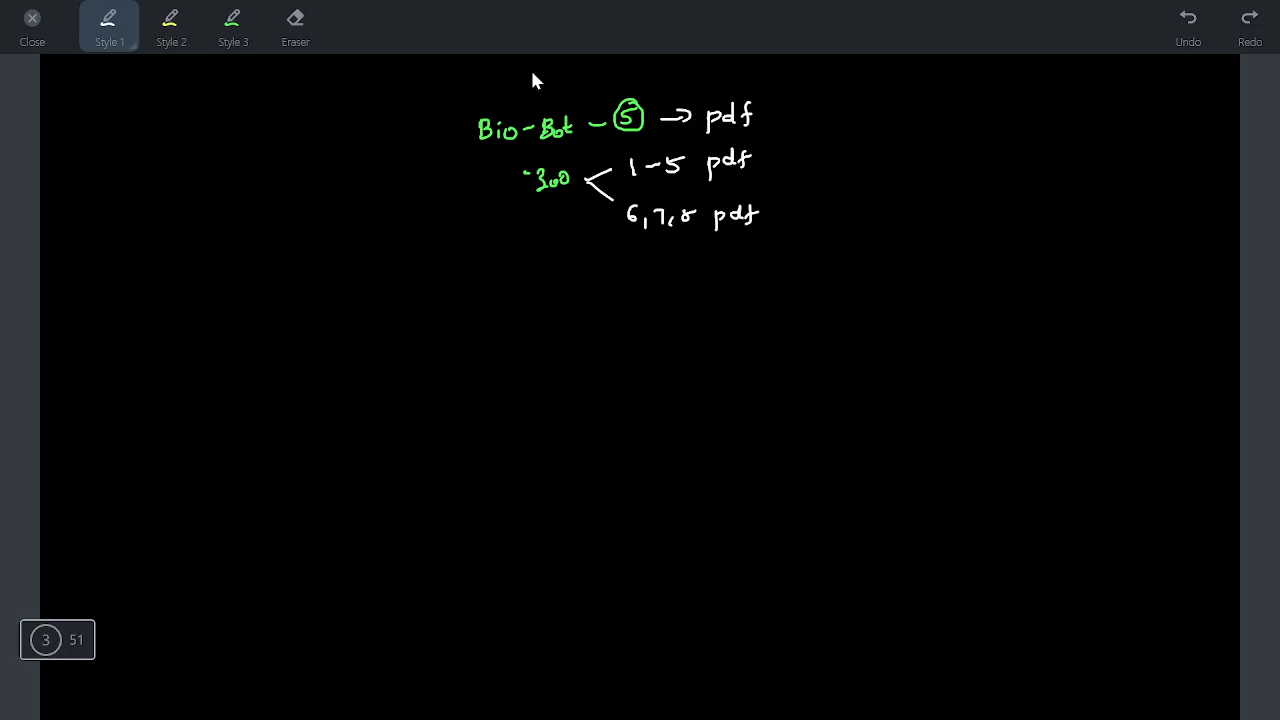 Close Style 1 Style 2 Style 3 Eraser Undo Redo
Bio-Bot - 5 → pdf
300 < 1-5 pdf
6,7,8 pdf
3 51